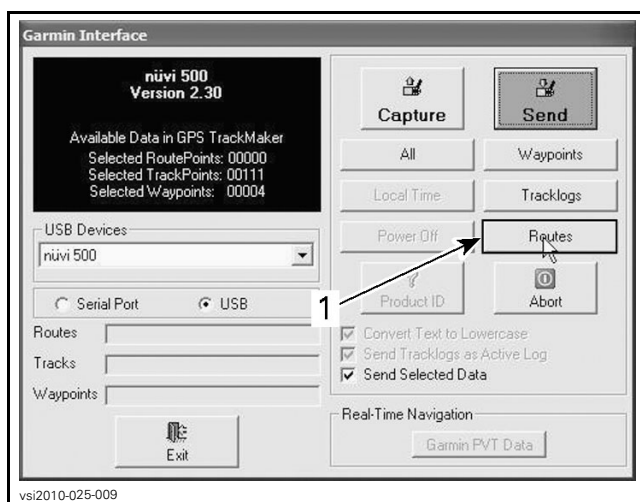 Garmin Interface
nüvi 500
Version 2.30
Available Data in GPS TrackMaker
Selected RoutePoints: 00000
Selected TrackPoints: 00111
Selected Waypoints: 00004
USB Devices
nüvi 500
Serial Port USB
Routes
Tracks
Waypoints
Exit
Capture Send
All Waypoints
Local Time Tracklogs
Power Off Routes
1
Product ID Abort
Convert Text to Lowercase
Send Tracklogs as Active Log
Send Selected Data
Real-Time Navigation
Garmin PVT Data
vsi2010-025-009